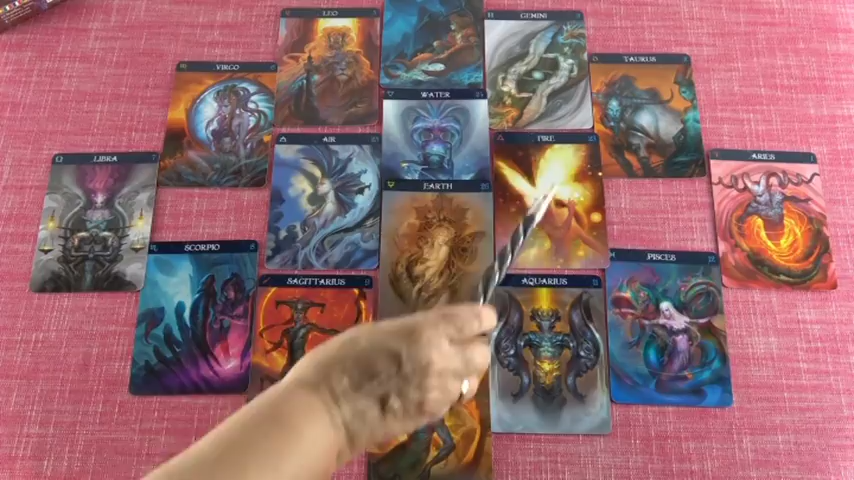 LEO
GEMINI
VIRGO
TAURUS
WATER
AIR
FIRE
LIBRA
ARIES
EARTH
SCORPIO
PISCES
SAGITTARIUS
AQUARIUS